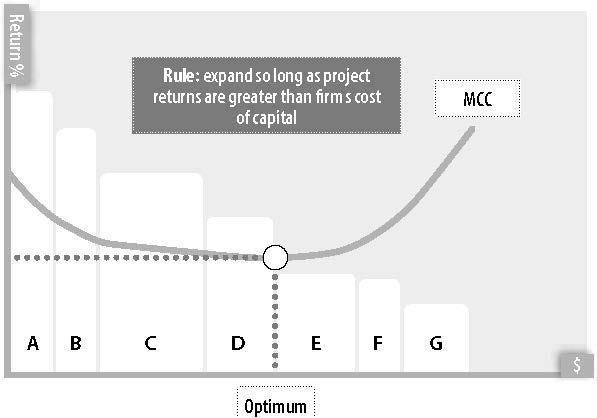 Return %
Rule: expand so long as project
returns are greater than firm s cost
of capital
MCC
A B C D E F G
$
Optimum